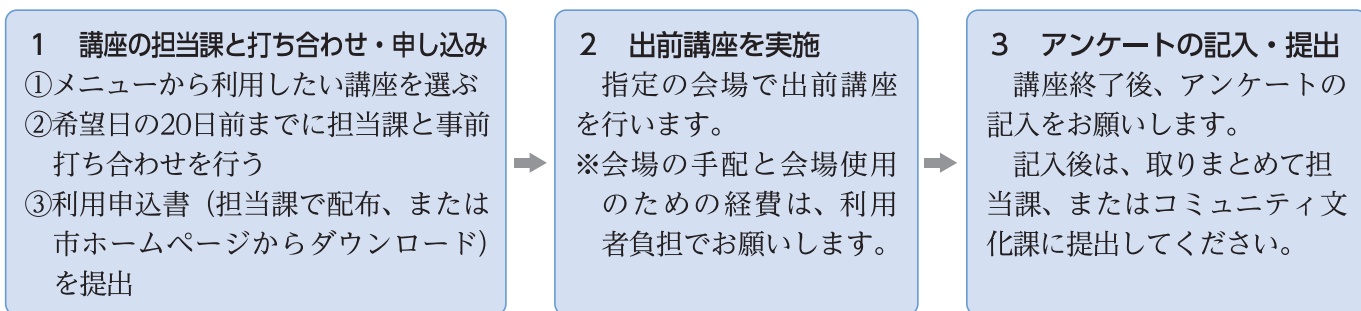 1 講座の担当課と打ち合わせ・申し込み
①メニューから利用したい講座を選ぶ
②希望日の20日前までに担当課と事前
打ち合わせを行う
③利用申込書(担当課で配布、または
市ホームページからダウンロード)
を提出
2 出前講座を実施
指定の会場で出前講座
を行います。
※会場の手配と会場使用
のための経費は、利用
者負担でお願いします。
3 アンケートの記入・提出
講座終了後、アンケートの
記入をお願いします。
記入後は、取りまとめて担
当課、またはコミュニティ文
化課に提出してください。